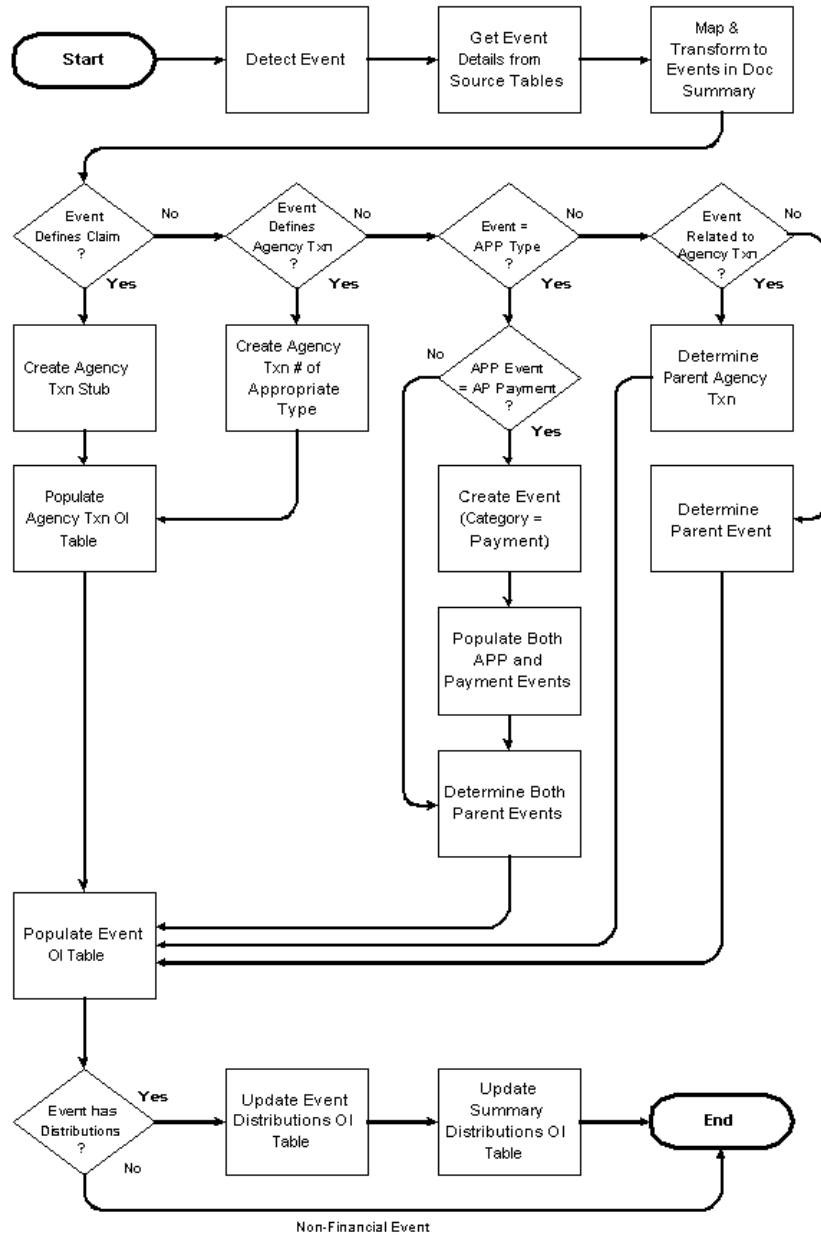 Start
Detect Event
Get Event
Details from
Source Tables
Map &
Transform to
Events in Doc
Summary
Event
Defines Claim
?
No
Yes
Event
Defines
Agency Txn
?
No
Yes
Event =
APP Type
?
No
Yes
Event
Related to
Agency Txn
?
No
Yes
Create Agency
Txn Stub
Create Agency
Txn # of
Appropriate
Type
No
APP Event
= AP Payment
?
Yes
Determine
Parent Agency
Txn
Populate
Agency Txn OI
Table
Create Event
(Category =
Payment)
Determine
Parent Event
Populate Both
APP and
Payment Events
Determine Both
Parent Events
Populate Event
OI Table
Event has
Distributions
?
Yes
No
Update Event
Distributions OI
Table
Update
Summary
Distributions OI
Table
End
Non-Financial Event